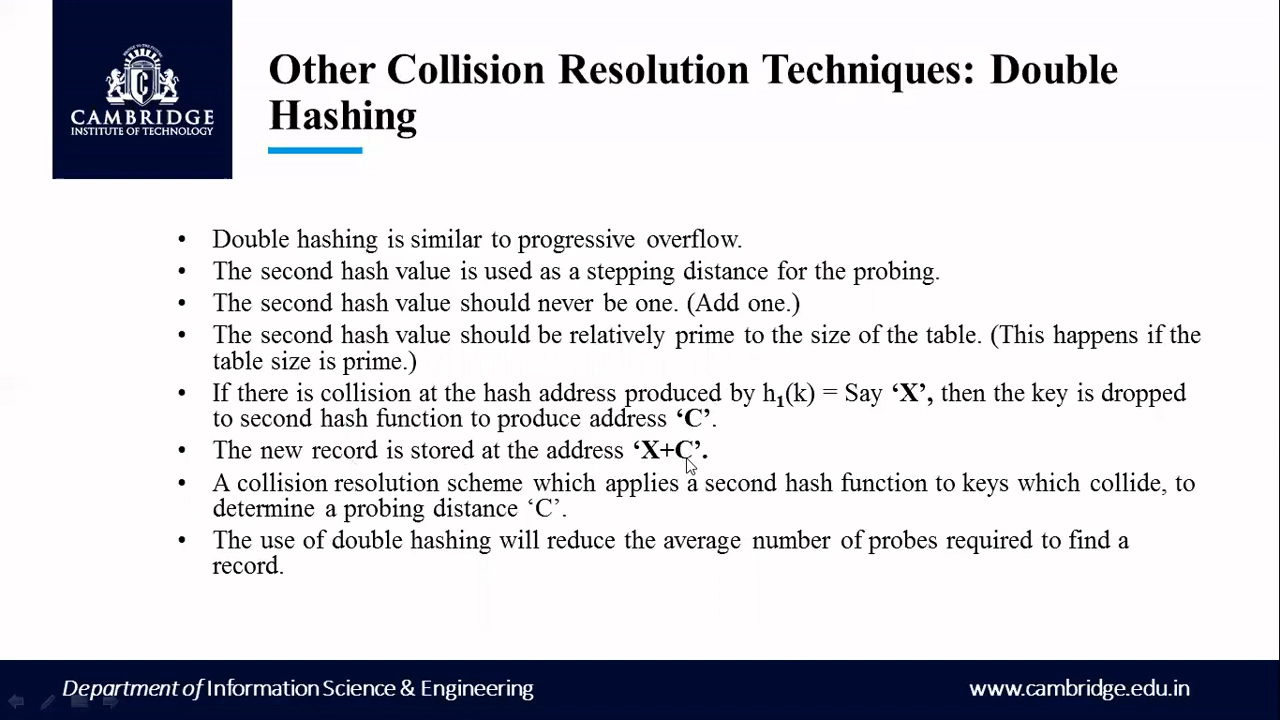 CAMBRIDGE
INSTITUTE OF TECHNOLOGY
Other Collision Resolution Techniques: Double
Hashing
• Double hashing is similar to progressive overflow.
• The second hash value is used as a stepping distance for the probing.
• The second hash value should never be one. (Add one.)
• The second hash value should be relatively prime to the size of the table. (This happens if the
table size is prime.)
• If there is collision at the hash address produced by h1(k) = Say ‘X’, then the key is dropped
to second hash function to produce address ‘C’.
• The new record is stored at the address ‘X+C’.
• A collision resolution scheme which applies a second hash function to keys which collide, to
determine a probing distance ‘C’.
• The use of double hashing will reduce the average number of probes required to find a
record.
Department of Information Science & Engineering
www.cambridge.edu.in